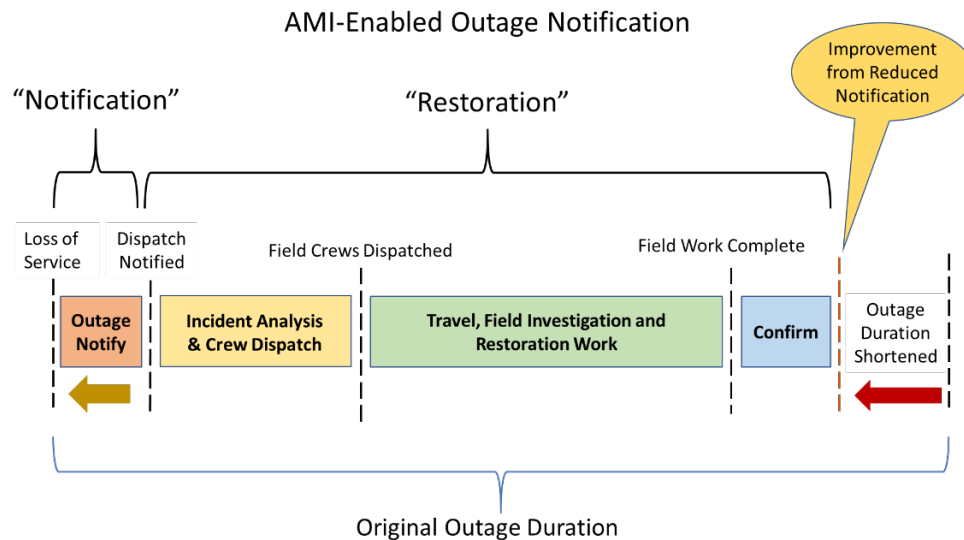 AMI-Enabled Outage Notification
Improvement
from Reduced
Notification
“Notification”
“Restoration”
Loss of
Service
Dispatch
Notified
Field Crews Dispatched
Field Work Complete
Outage
Notify
Incident Analysis
& Crew Dispatch
Travel, Field Investigation and
Restoration Work
Confirm
Outage
Duration
Shortened
Original Outage Duration